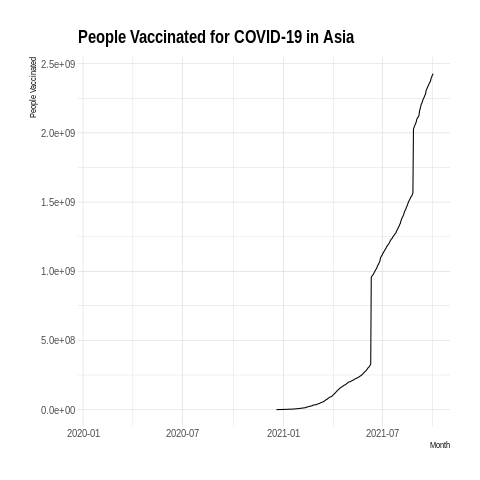 People Vaccinated for COVID-19 in Asia
People Vaccinated
2.5e+09
2.0e+09
1.5e+09
1.0e+09
5.0e+08
0.0e+00
2020-01 2020-07 2021-01 2021-07
Month